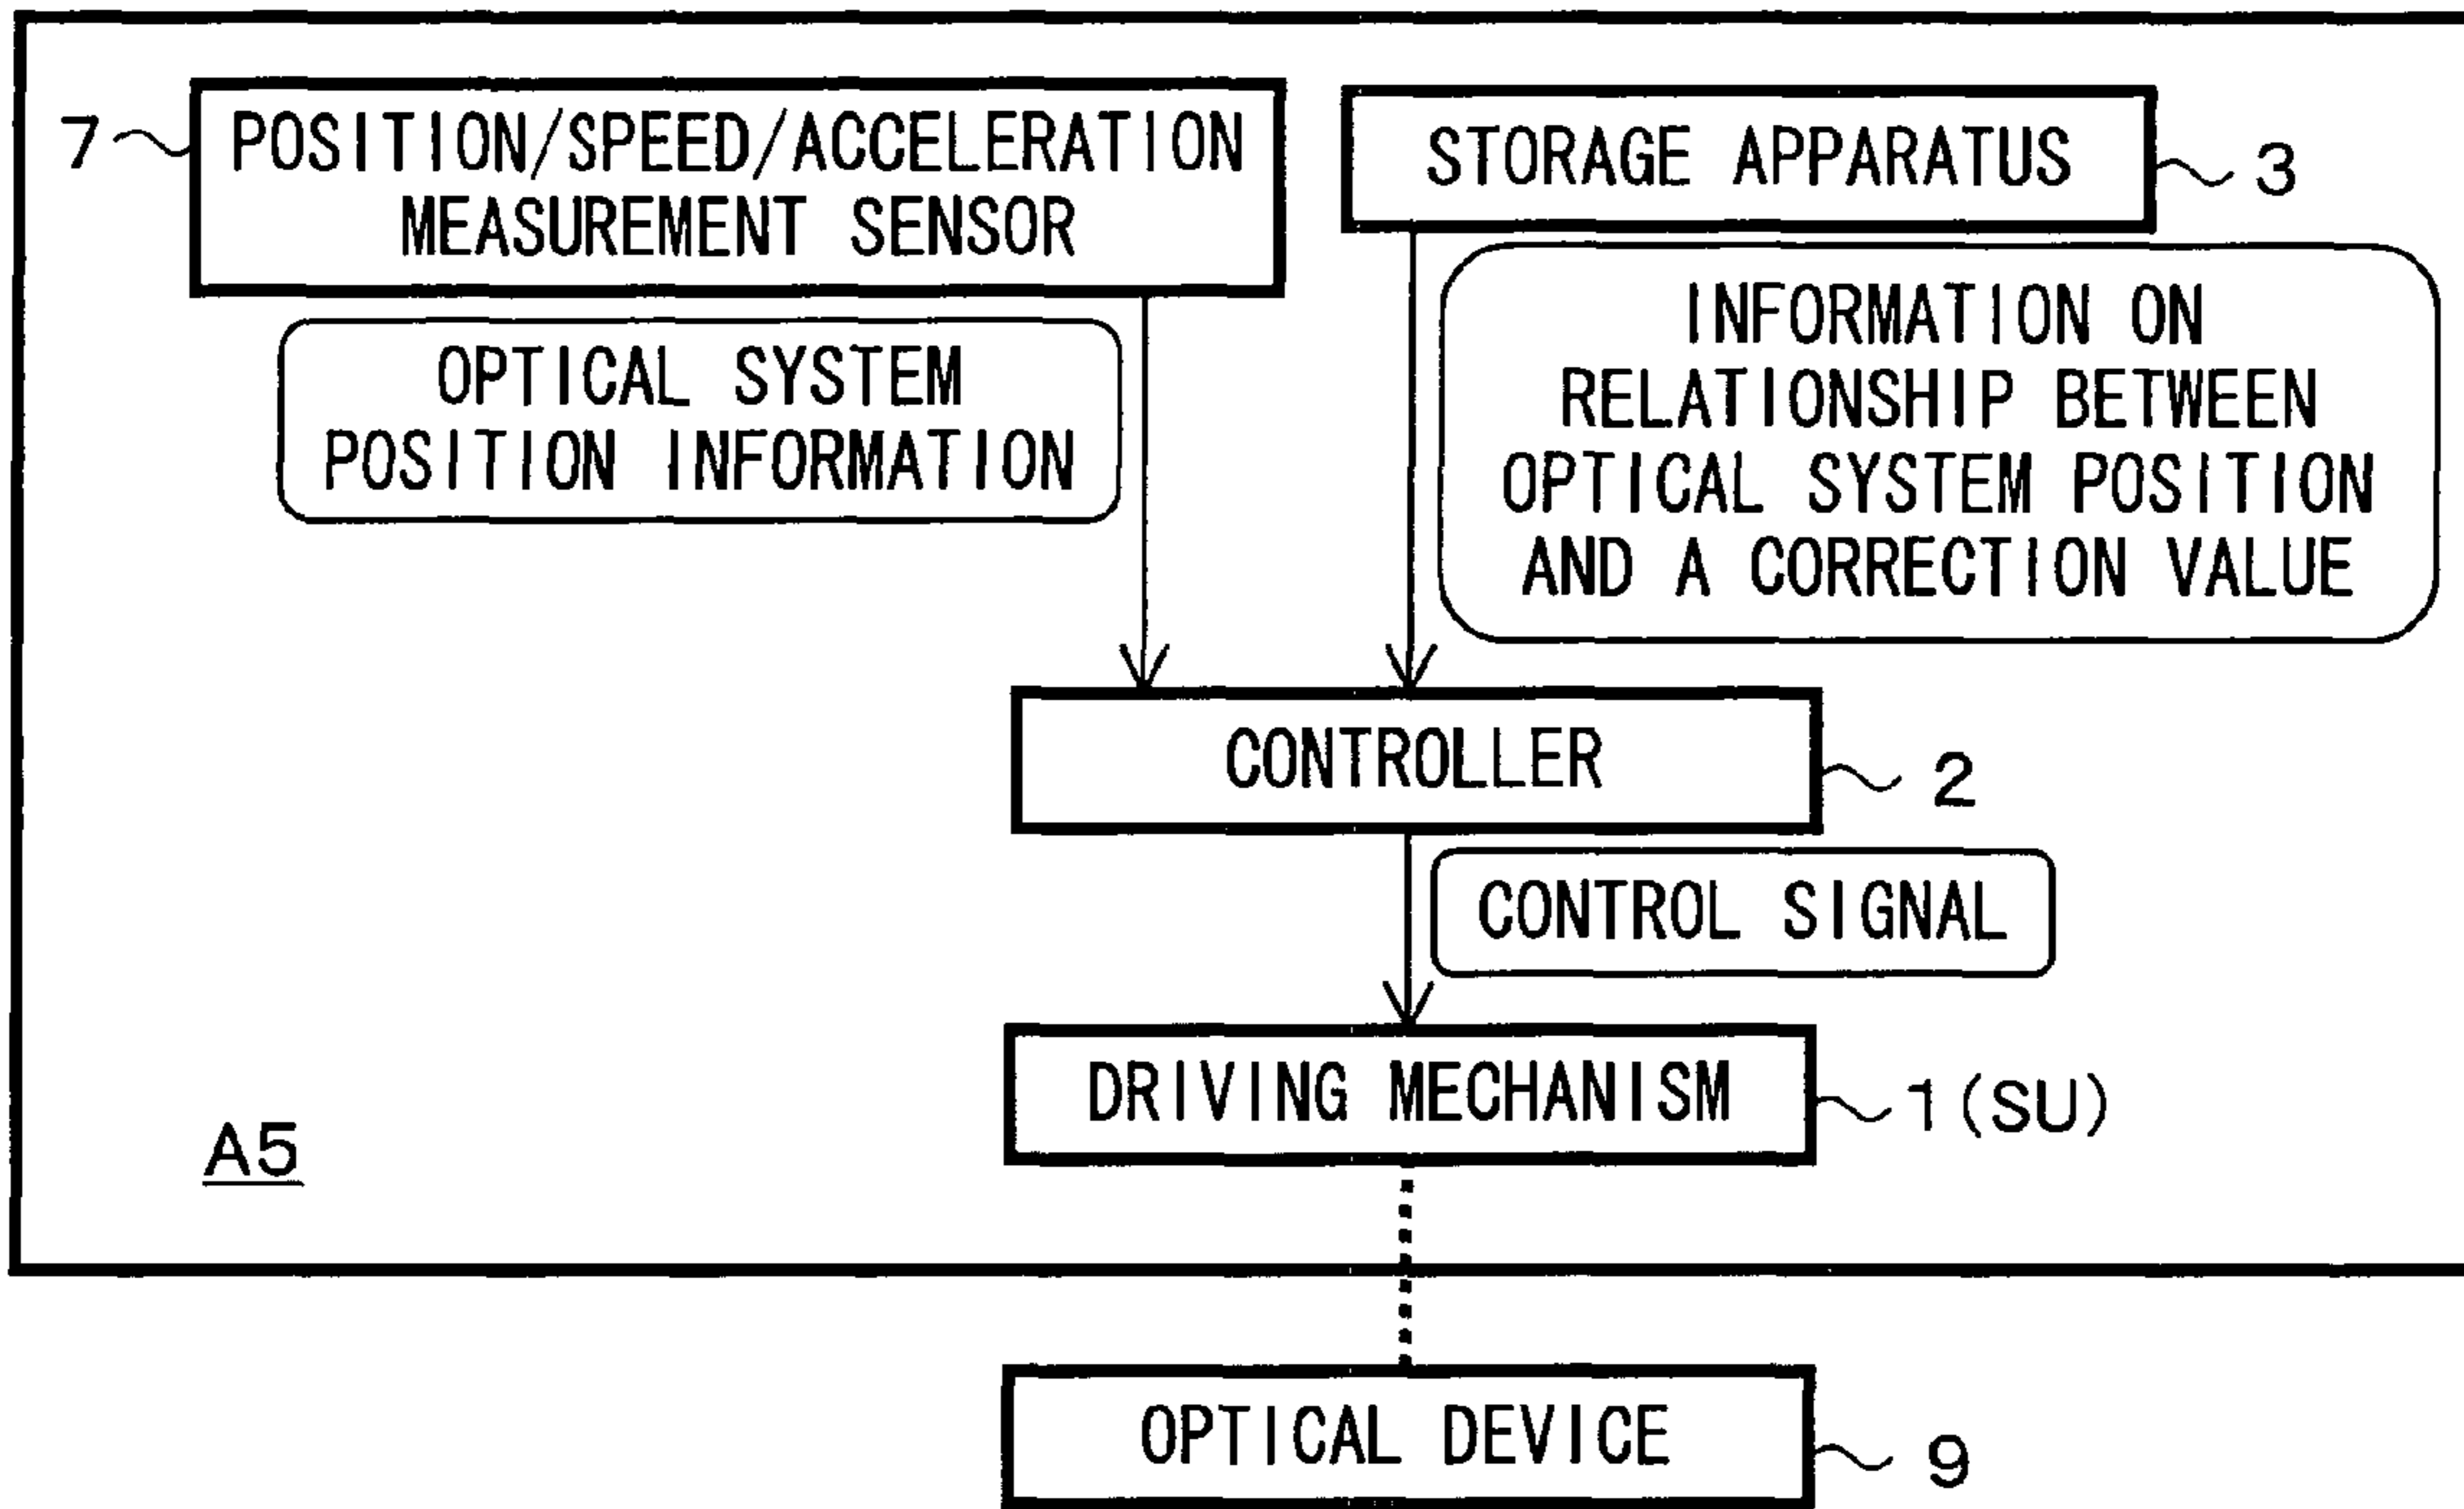 7
POSITION/SPEED/ACCELERATION
MEASUREMENT SENSOR
STORAGE APPARATUS
3
OPTICAL SYSTEM
POSITION INFORMATION
INFORMATION ON
RELATIONSHIP BETWEEN
OPTICAL SYSTEM POSITION
AND A CORRECTION VALUE
CONTROLLER
2
CONTROL SIGNAL
DRIVING MECHANISM
1(SU)
A5
OPTICAL DEVICE
9